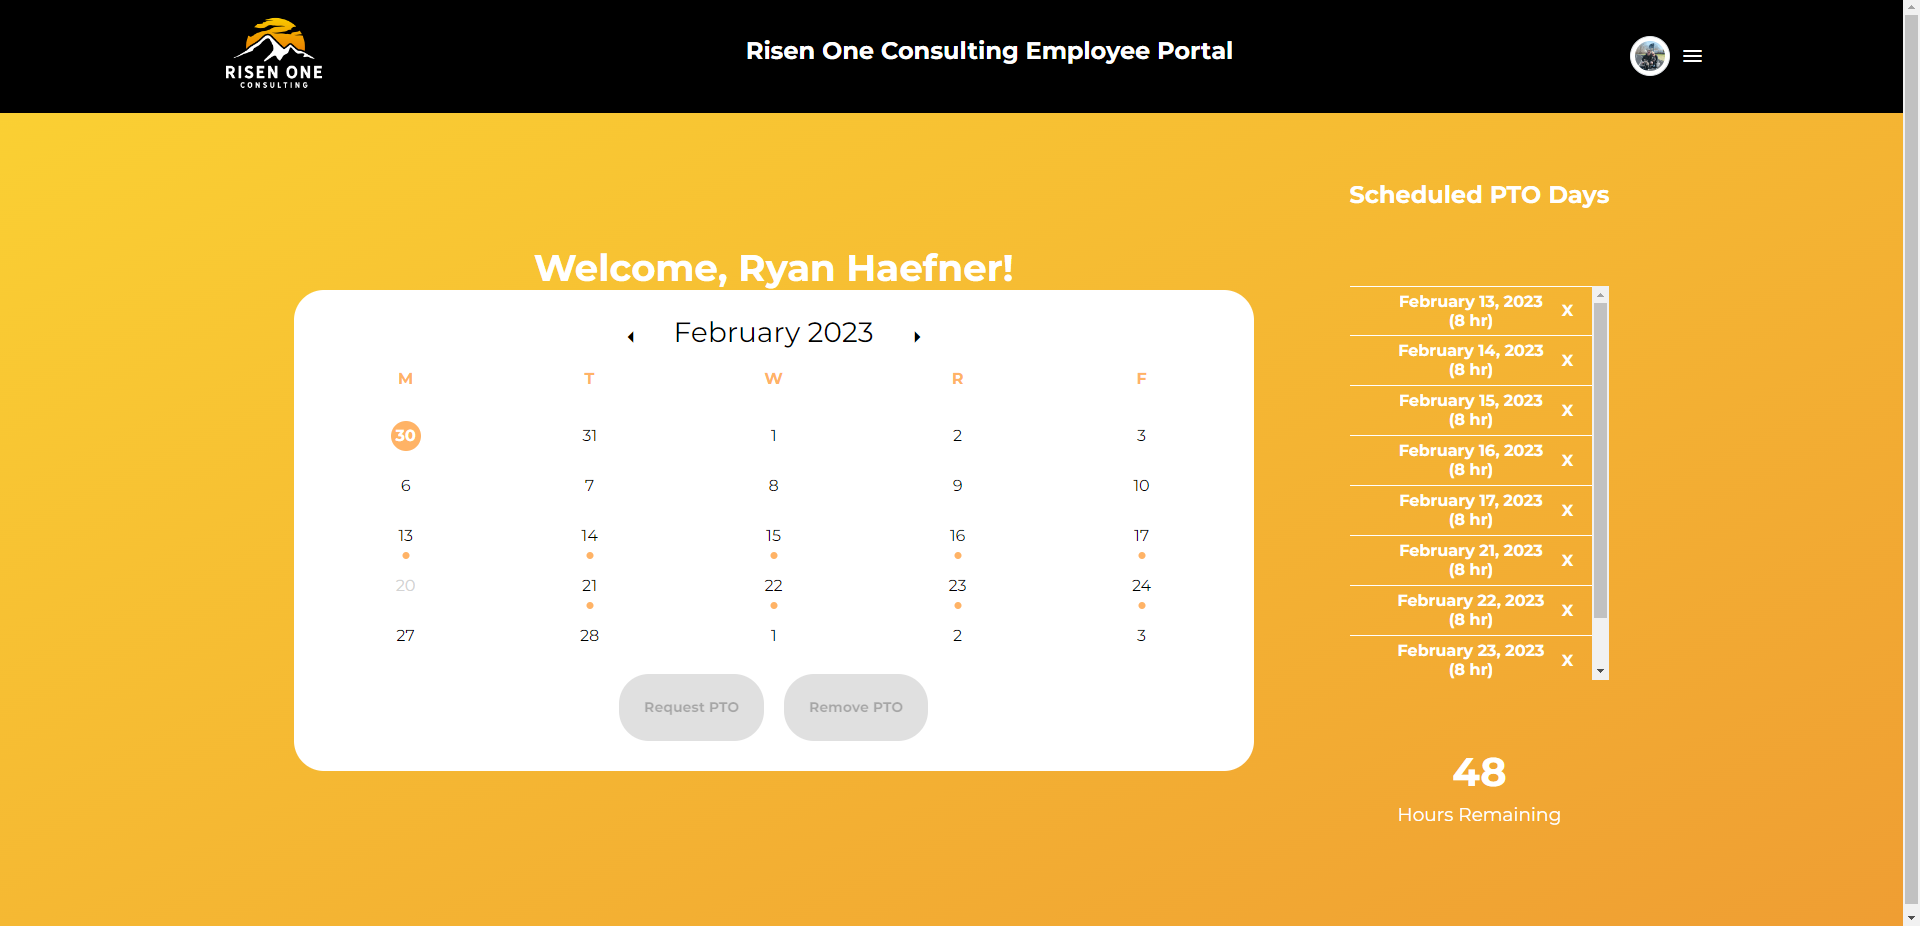 RISEN ONE
CONSULTING
Risen One Consulting Employee Portal
Welcome, Ryan Haefner!
February 2023
M T W R F
30 31 1 2 3
6 7 8 9 10
13 14 15 16 17
20 21 22 23 24
27 28 1 2 3
Request PTO Remove PTO
Scheduled PTO Days
February 13, 2023
(8 hr) X
February 14, 2023
(8 hr) X
February 15, 2023
(8 hr) X
February 16, 2023
(8 hr) X
February 17, 2023
(8 hr) X
February 21, 2023
(8 hr) X
February 22, 2023
(8 hr) X
February 23, 2023
(8 hr) X
48
Hours Remaining